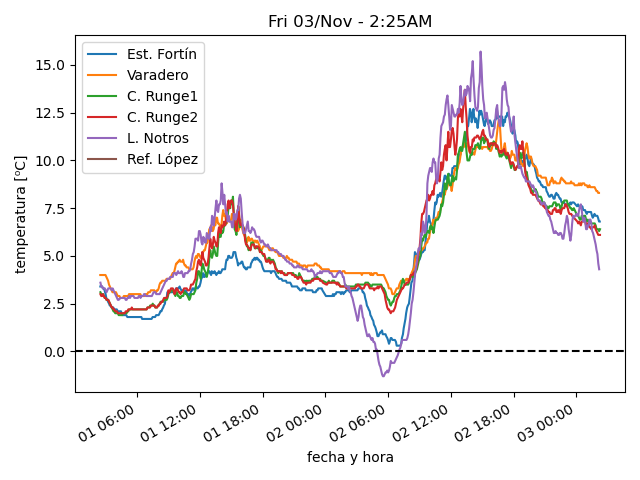 Fri 03/Nov - 2:25AM
temperatura [ºC]
15.0
12.5
10.0
7.5
5.0
2.5
0.0
Est. Fortín
Varadero
C. Runge1
C. Runge2
L. Notros
Ref. López
01 06:00
01 12:00
01 18:00
02 00:00
02 06:00
02 12:00
02 18:00
03 00:00
fecha y hora